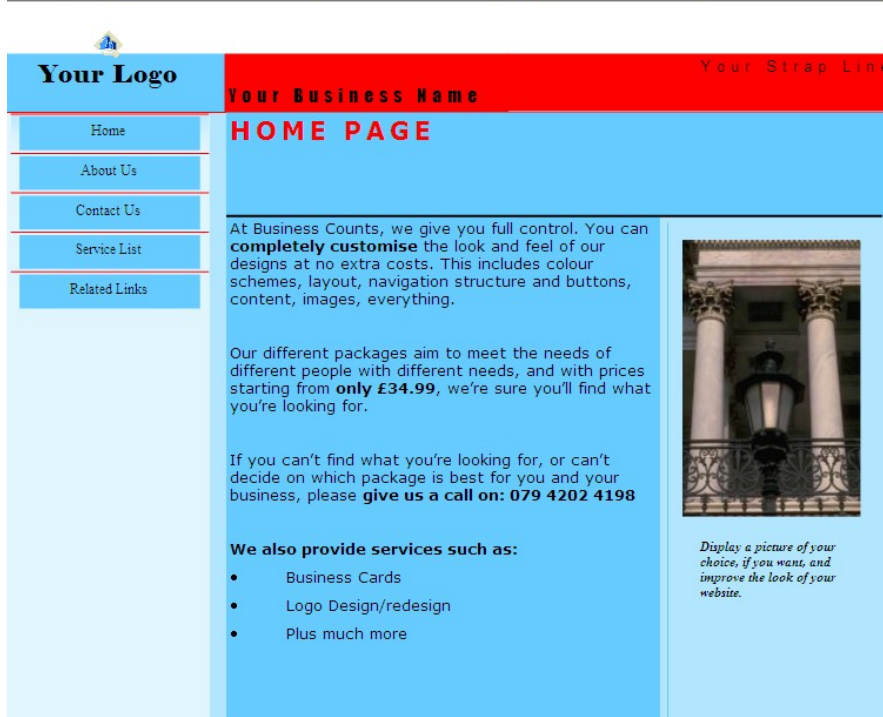 Your Logo
Your Strap Line
Your Business Name
Home
About Us
Contact Us
Service List
Related Links
HOME PAGE
At Business Counts, we give you full control. You can
completely customise the look and feel of our
designs at no extra costs. This includes colour
schemes, layout, navigation structure and buttons,
content, images, everything.
Our different packages aim to meet the needs of
different people with different needs, and with prices
starting from only £34.99, we’re sure you’ll find what
you’re looking for.
If you can’t find what you’re looking for, or can’t
decide on which package is best for you and your
business, please give us a call on: 079 4202 4198
We also provide services such as:
• Business Cards
• Logo Design/redesign
• Plus much more
Display a picture of your
choice, if you want, and
improve the look of your
website.